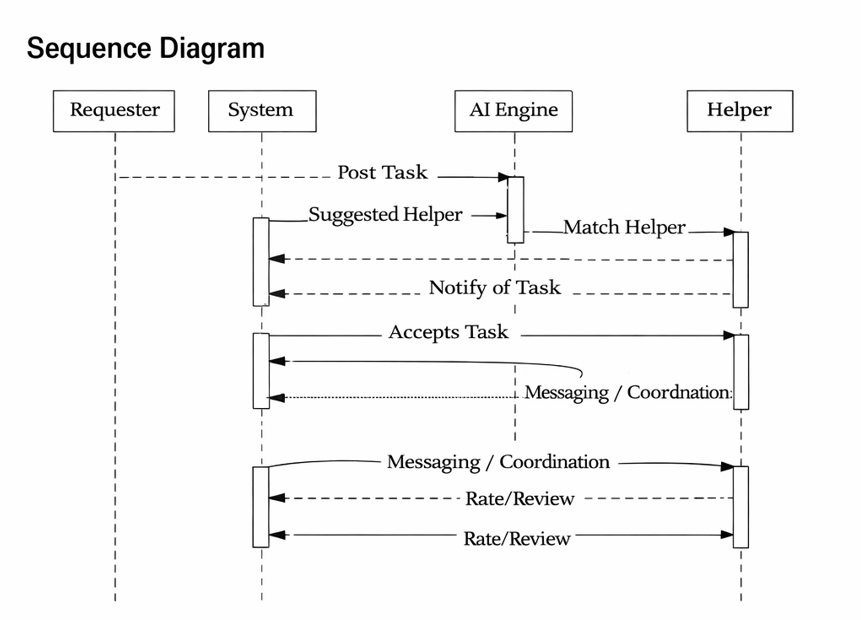 Sequence Diagram
Requester
System
AI Engine
Helper
Post Task
Suggested Helper
Match Helper
Notify of Task
Accepts Task
Messaging / Coordnation:
Messaging / Coordination
Rate/Review
Rate/Review